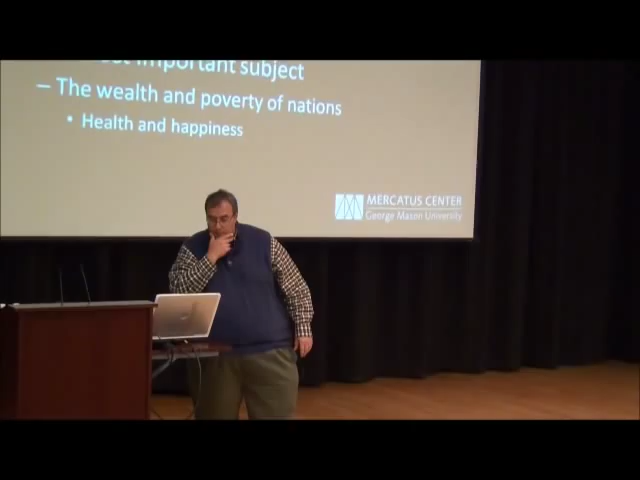 important subject
– The wealth and poverty of nations
• Health and happiness
MERCATUS CENTER
George Mason University